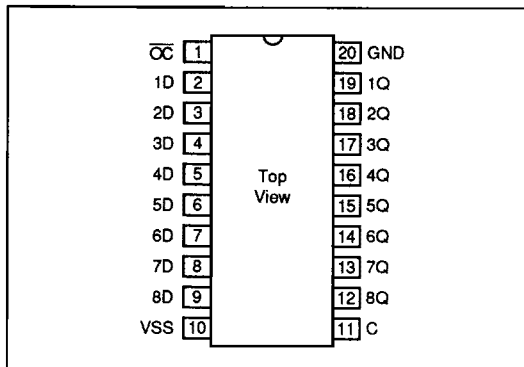 O̅C̅ 1 20 GND
1D 2 19 1Q
2D 3 18 2Q
3D 4 17 3Q
4D 5 16 4Q
5D 6 15 5Q
6D 7 14 6Q
7D 8 13 7Q
8D 9 12 8Q
VSS 10 11 C
Top
View